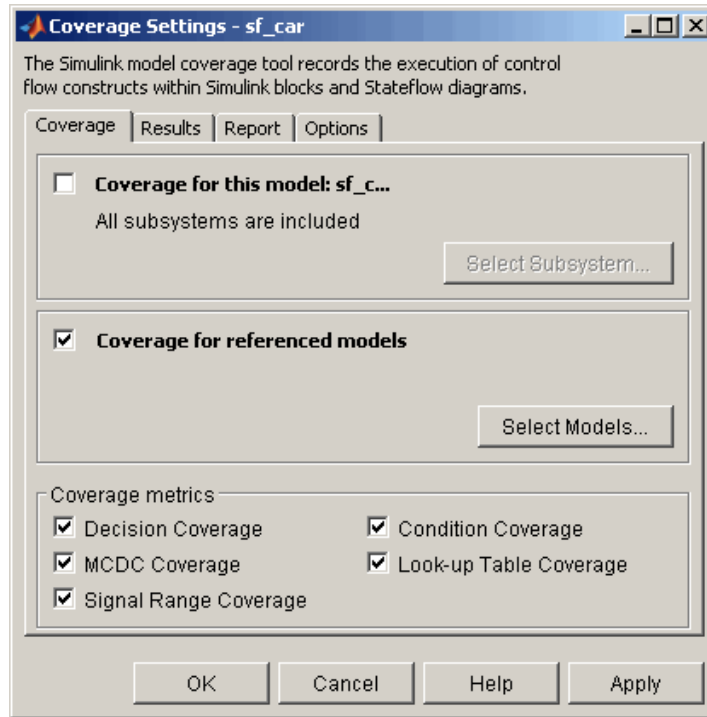 Coverage Settings - sf_car
The Simulink model coverage tool records the execution of control
flow constructs within Simulink blocks and Stateflow diagrams.
Coverage Results Report Options
Coverage for this model: sf_c...
All subsystems are included
Select Subsystem...
Coverage for referenced models
Select Models...
Coverage metrics
Decision Coverage Condition Coverage
MCDC Coverage Look-up Table Coverage
Signal Range Coverage
OK Cancel Help Apply